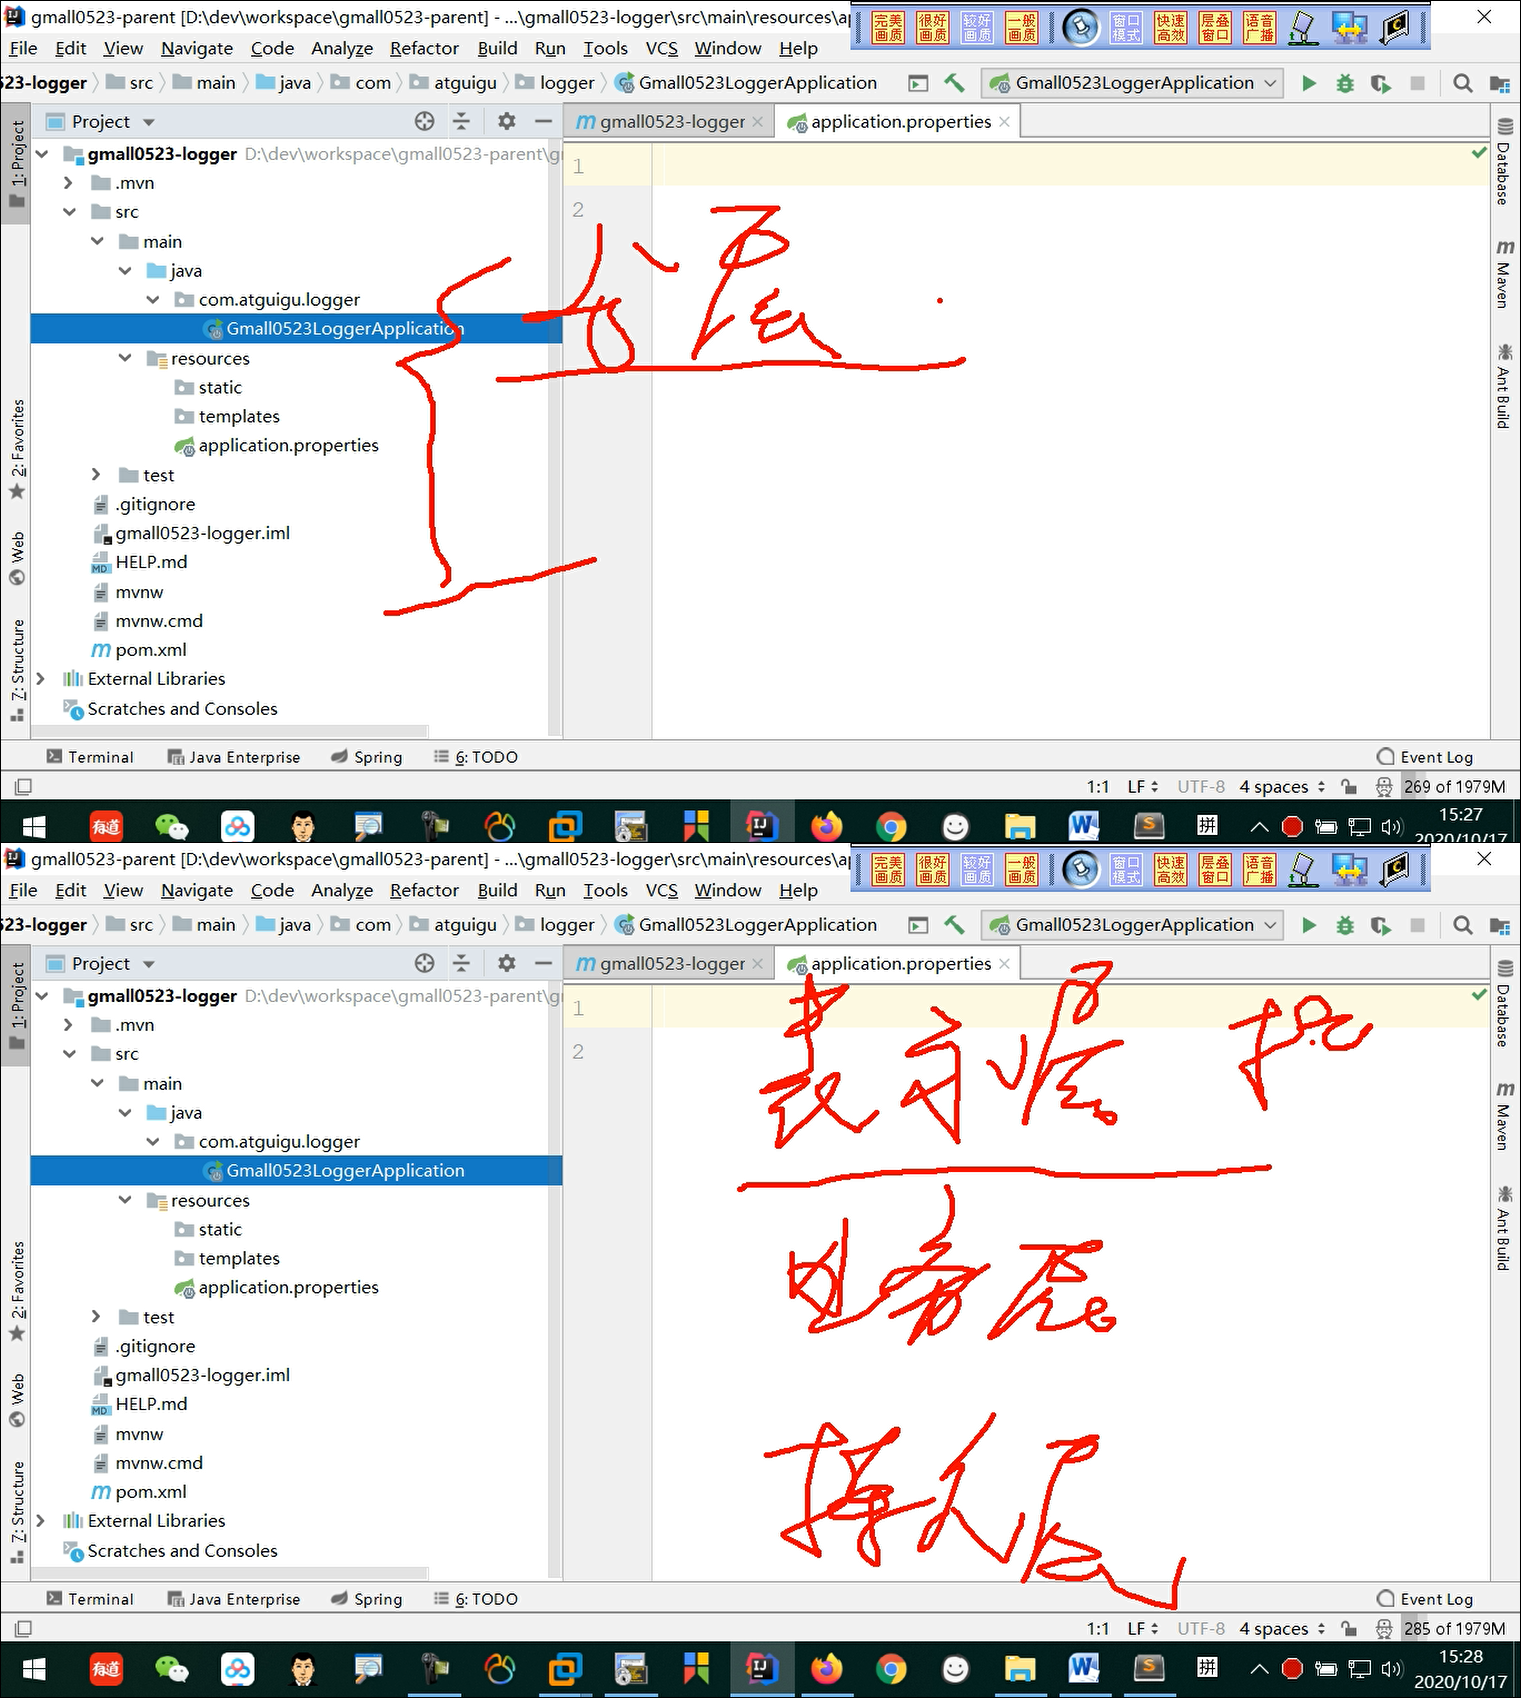 gmall0523-parent [D:\dev\workspace\gmall0523-parent] - ...\gmall0523-logger\src\main\resources\ap
完美画质 很好画质 较好画质 一般画质 窗口模式 快速高效 层叠窗口 语音广播
File Edit View Navigate Code Analyze Refactor Build Run Tools VCS Window Help
523-logger src main java com atguigu logger Gmall0523LoggerApplication Gmall0523LoggerApplication
Project gmall0523-logger application.properties
gmall0523-logger D:\dev\workspace\gmall0523-parent\g
1
.mvn
src
2
分层
main
java
com.atguigu.logger
Gmall0523LoggerApplication
resources
static
templates
application.properties
test
.gitignore
gmall0523-logger.iml
HELP.md
mvnw
mvnw.cmd
pom.xml
External Libraries
Scratches and Consoles
1: Project
2: Favorites
Web
7: Structure
Database
Maven
Ant Build
Terminal Java Enterprise Spring 6: TODO Event Log
1:1 LF UTF-8 4 spaces 269 of 1979M
有道 拼 15:27
2020/10/17
gmall0523-parent [D:\dev\workspace\gmall0523-parent] - ...\gmall0523-logger\src\main\resources\ap
完美画质 很好画质 较好画质 一般画质 窗口模式 快速高效 层叠窗口 语音广播
File Edit View Navigate Code Analyze Refactor Build Run Tools VCS Window Help
523-logger src main java com atguigu logger Gmall0523LoggerApplication Gmall0523LoggerApplication
Project gmall0523-logger application.properties
gmall0523-logger D:\dev\workspace\gmall0523-parent\g
1
.mvn
src
2
表示层
main
java
com.atguigu.logger
Gmall0523LoggerApplication
resources
static
templates
application.properties
业务层
test
.gitignore
gmall0523-logger.iml
HELP.md
mvnw
mvnw.cmd
pom.xml
持久层
External Libraries
Scratches and Consoles
1: Project
2: Favorites
Web
7: Structure
Database
Maven
Ant Build
Terminal Java Enterprise Spring 6: TODO Event Log
1:1 LF UTF-8 4 spaces 285 of 1979M
有道 拼 15:28
2020/10/17